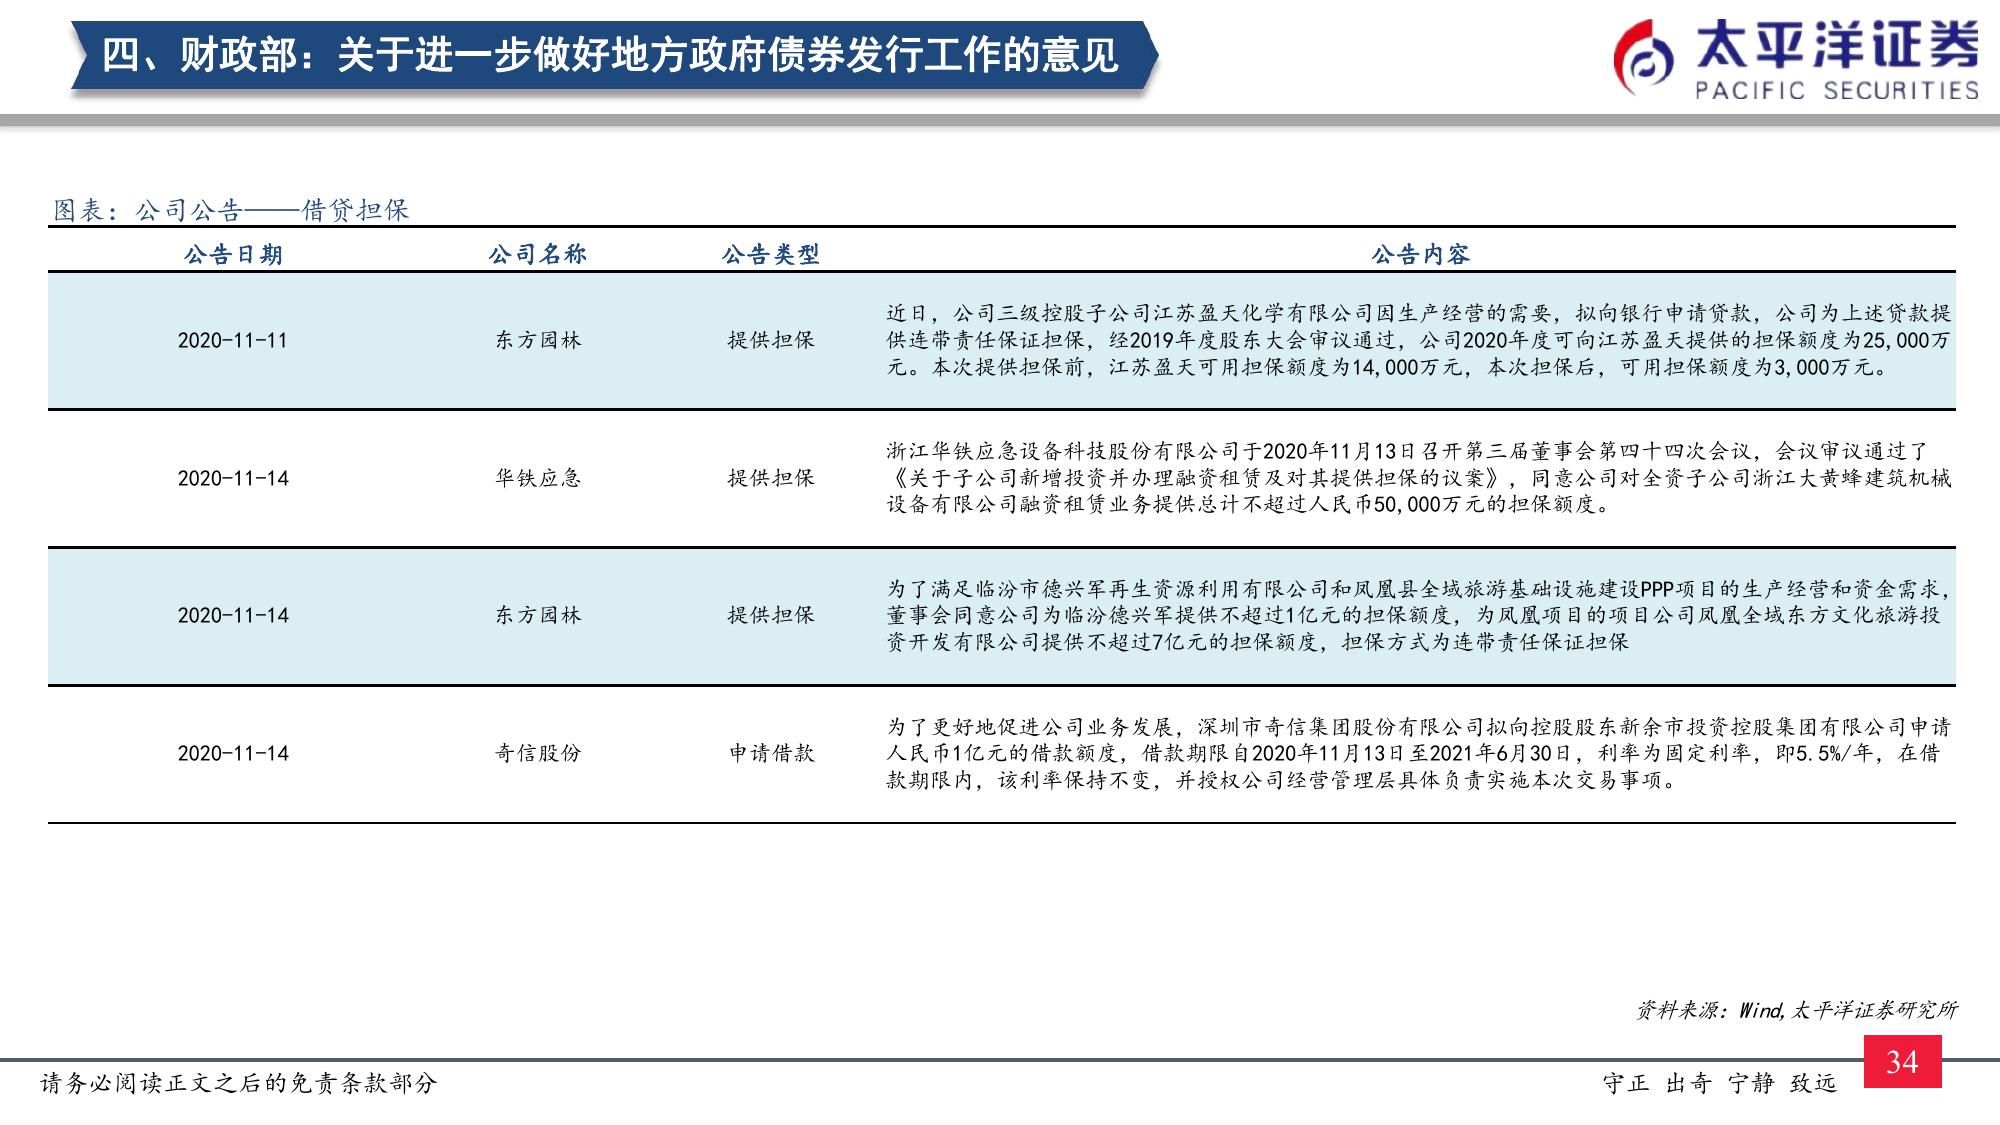 四、财政部：关于进一步做好地方政府债券发行工作的意见
太平洋证券
PACIFIC SECURITIES
图表：公司公告——借贷担保
公告日期 公司名称 公告类型 公告内容
2020-11-11 东方园林 提供担保
近日，公司三级控股子公司江苏盈天化学有限公司因生产经营的需要，拟向银行申请贷款，公司为上述贷款提
供连带责任保证担保，经2019年度股东大会审议通过，公司2020年度可向江苏盈天提供的担保额度为25,000万
元。本次提供担保前，江苏盈天可用担保额度为14,000万元，本次担保后，可用担保额度为3,000万元。
2020-11-14 华铁应急 提供担保
浙江华铁应急设备科技股份有限公司于2020年11月13日召开第三届董事会第四十四次会议，会议审议通过了
《关于子公司新增投资并办理融资租赁及对其提供担保的议案》，同意公司对全资子公司浙江大黄蜂建筑机械
设备有限公司融资租赁业务提供总计不超过人民币50,000万元的担保额度。
2020-11-14 东方园林 提供担保
为了满足临汾市德兴军再生资源利用有限公司和凤凰县全域旅游基础设施建设PPP项目的生产经营和资金需求，
董事会同意公司为临汾德兴军提供不超过1亿元的担保额度，为凤凰项目的项目公司凤凰全域东方文化旅游投
资开发有限公司提供不超过7亿元的担保额度，担保方式为连带责任保证担保
2020-11-14 奇信股份 申请借款
为了更好地促进公司业务发展，深圳市奇信集团股份有限公司拟向控股股东新余市投资控股集团有限公司申请
人民币1亿元的借款额度，借款期限自2020年11月13日至2021年6月30日，利率为固定利率，即5.5%/年，在借
款期限内，该利率保持不变，并授权公司经营管理层具体负责实施本次交易事项。
资料来源：Wind,太平洋证券研究所
请务必阅读正文之后的免责条款部分
守正 出奇 宁静 致远
34